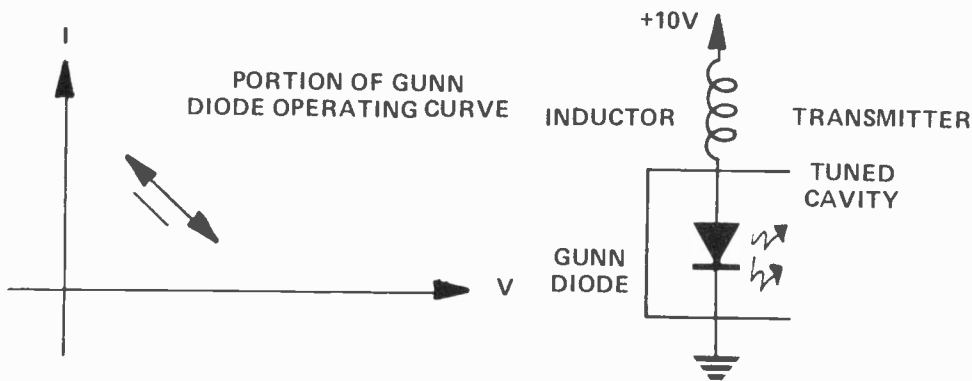 I
PORTION OF GUNN
DIODE OPERATING CURVE
V
+10V
INDUCTOR
TRANSMITTER
TUNED
CAVITY
GUNN
DIODE